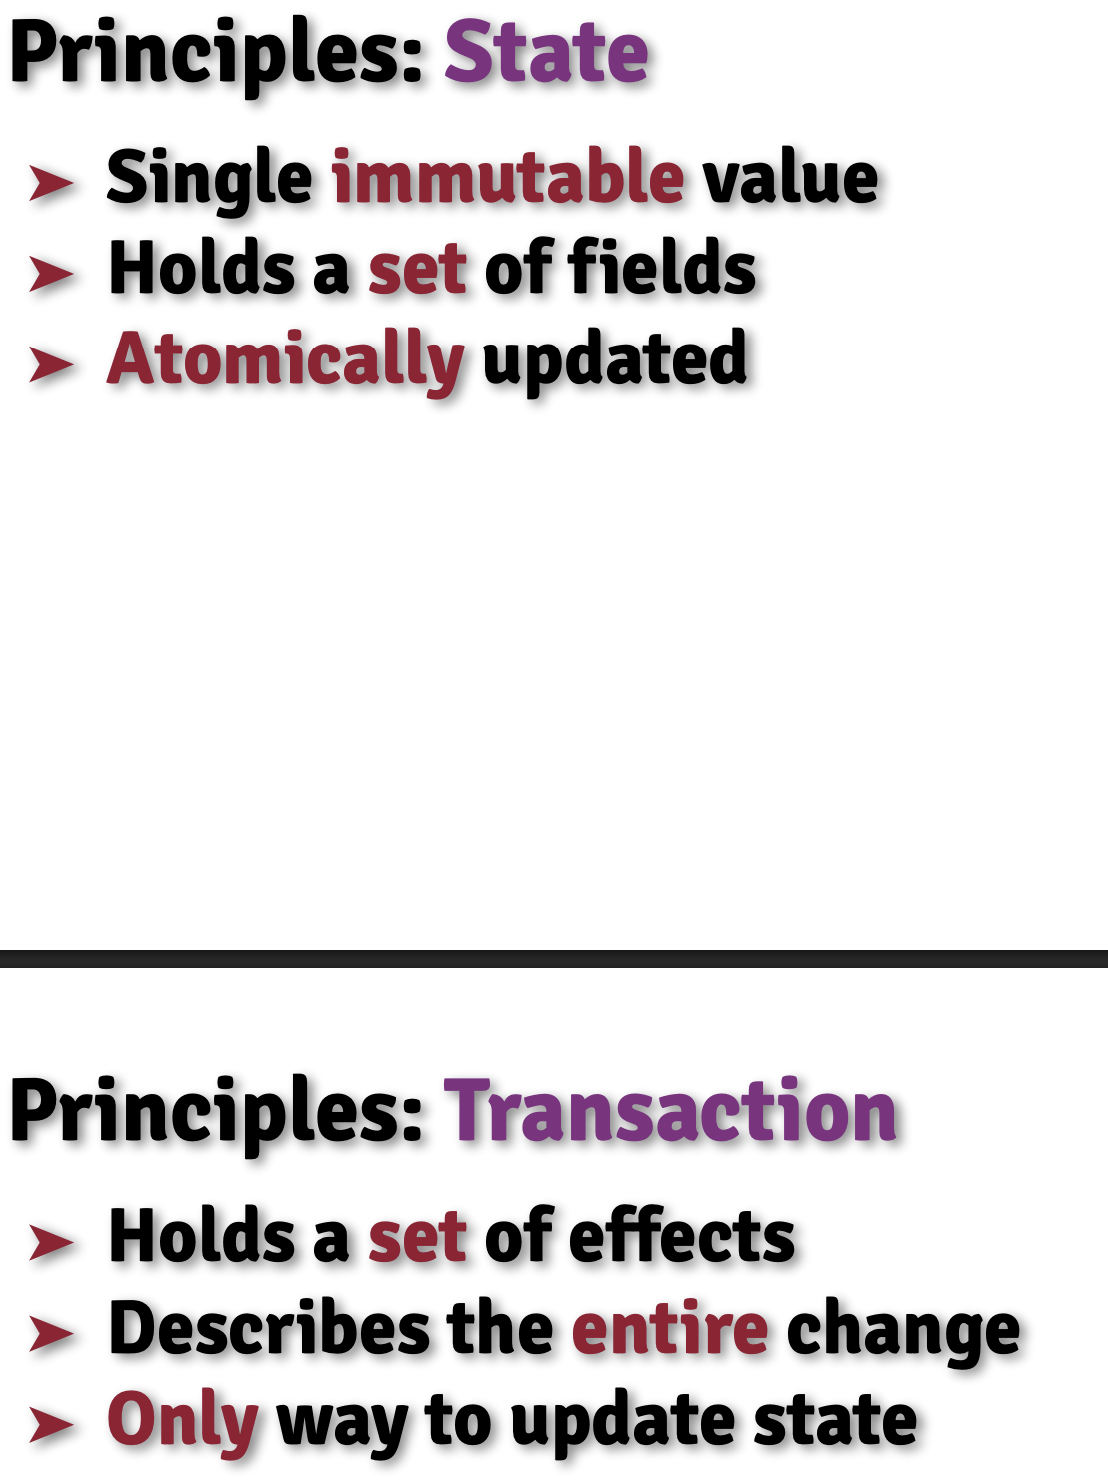 Principles: State
➤ Single immutable value
➤ Holds a set of fields
➤ Atomically updated
Principles: Transaction
➤ Holds a set of effects
➤ Describes the entire change
➤ Only way to update state